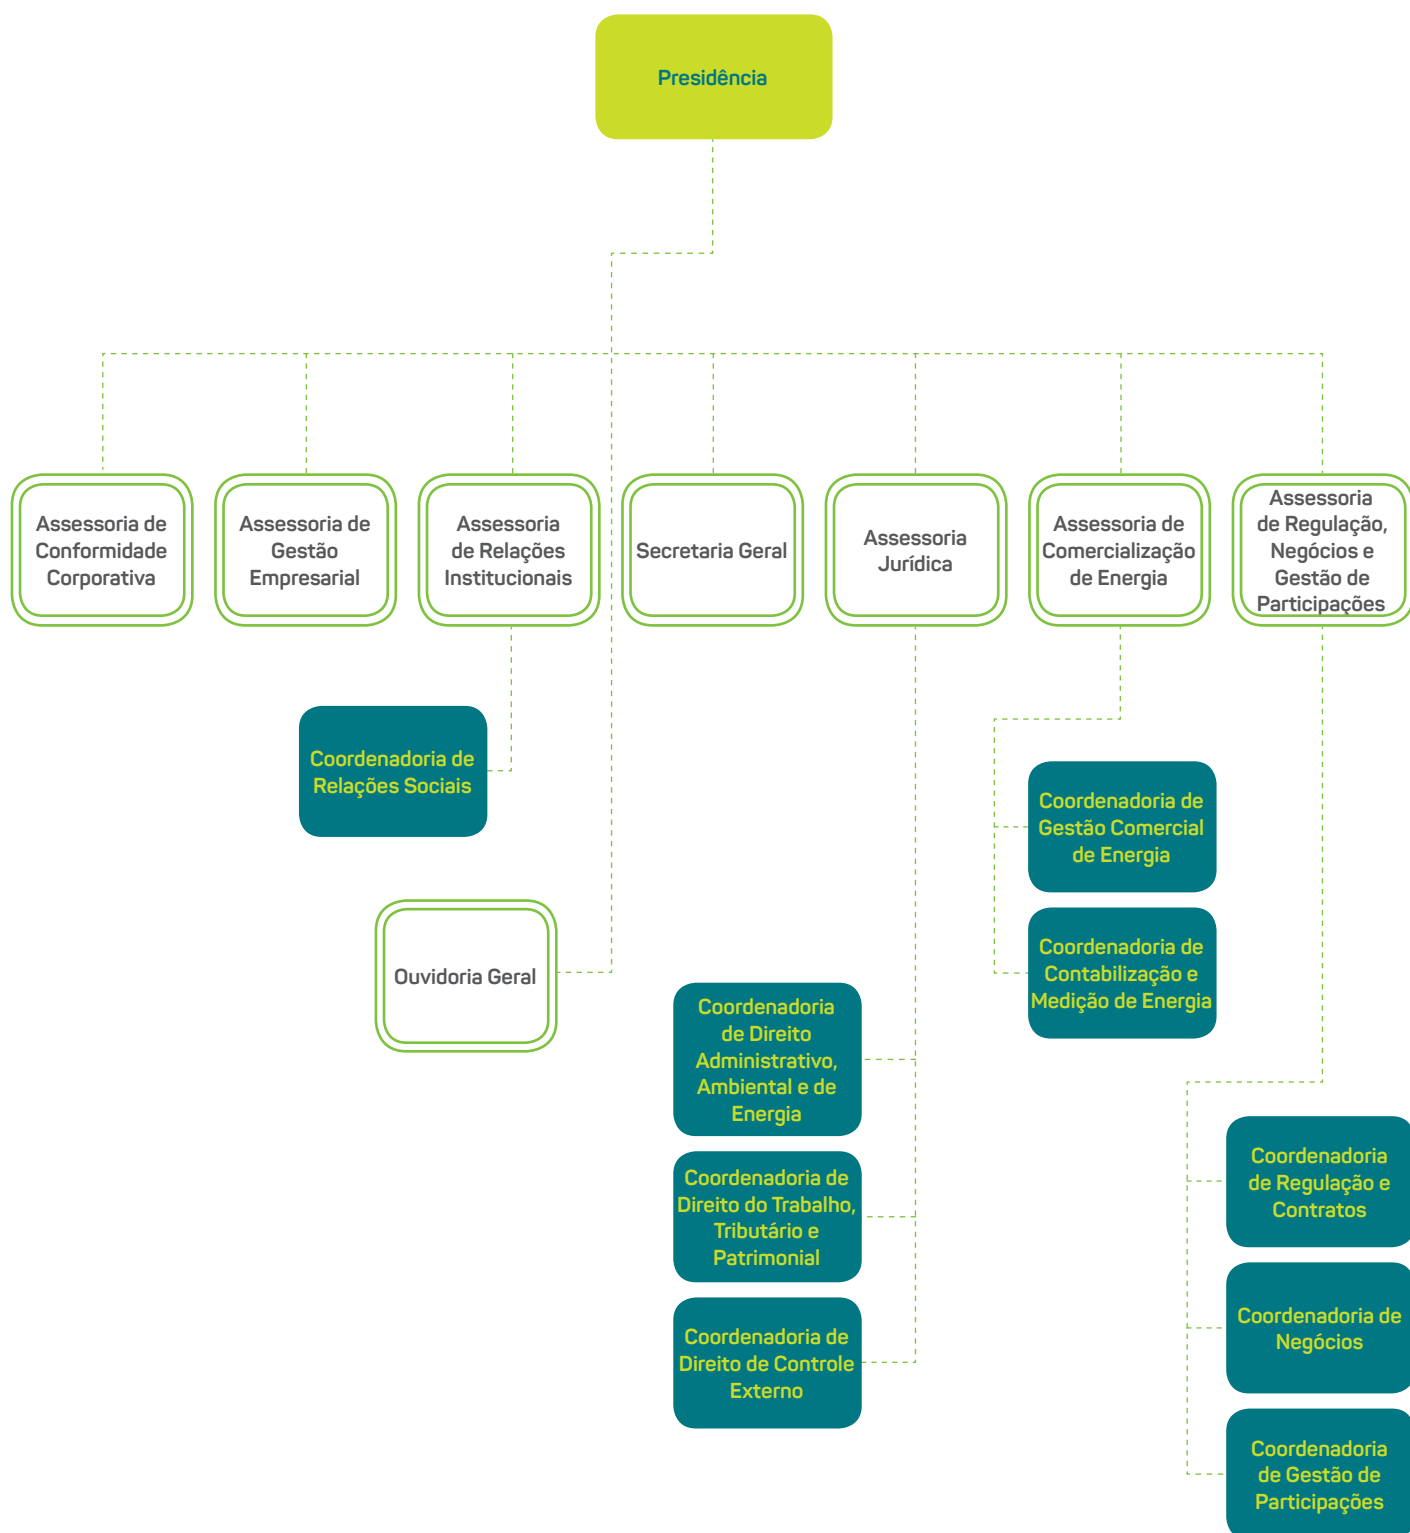 Presidência
Assessoria de
Conformidade
Corporativa
Assessoria de
Gestão
Empresarial
Assessoria
de Relações
Institucionais
Secretaria Geral
Assessoria
Jurídica
Assessoria de
Comercialização
de Energia
Assessoria
de Regulação,
Negócios e
Gestão de
Participações
Coordenadoria de
Relações Sociais
Ouvidoria Geral
Coordenadoria
de Direito
Administrativo,
Ambiental e de
Energia
Coordenadoria de
Direito do Trabalho,
Tributário e
Patrimonial
Coordenadoria de
Direito de Controle
Externo
Coordenadoria de
Gestão Comercial
de Energia
Coordenadoria de
Contabilização e
Medição de Energia
Coordenadoria
de Regulação e
Contratos
Coordenadoria de
Negócios
Coordenadoria
de Gestão de
Participações